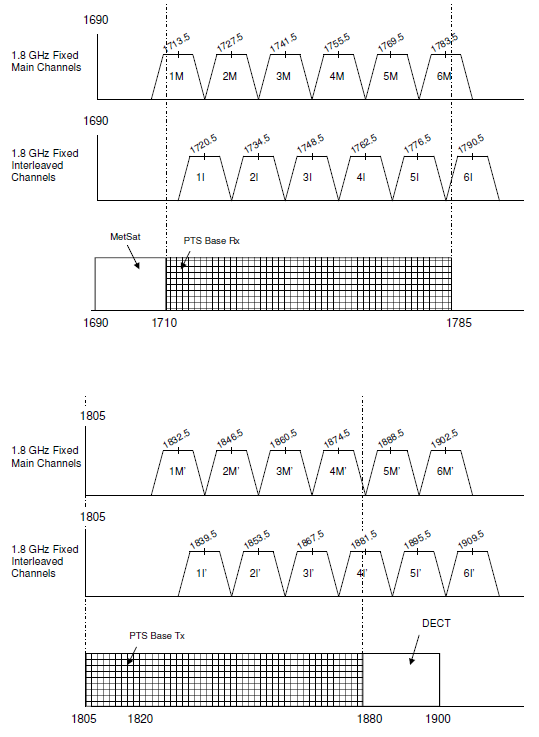 1690
1.8 GHz Fixed
Main Channels
1713.5 1727.5 1741.5 1755.5 1769.5 1783.5
1M 2M 3M 4M 5M 6M
1690
1.8 GHz Fixed
Interleaved
Channels
1720.5 1734.5 1748.5 1762.5 1776.5 1790.5
1I 2I 3I 4I 5I 6I
MetSat
PTS Base Rx
1690 1710 1785
1805
1.8 GHz Fixed
Main Channels
1832.5 1846.5 1860.5 1874.5 1888.5 1902.5
1M' 2M' 3M' 4M' 5M' 6M'
1805
1.8 GHz Fixed
Interleaved
Channels
1839.5 1853.5 1867.5 1881.5 1895.5 1909.5
1I' 2I' 3I' 4I' 5I' 6I'
DECT
PTS Base Tx
1805 1820 1880 1900